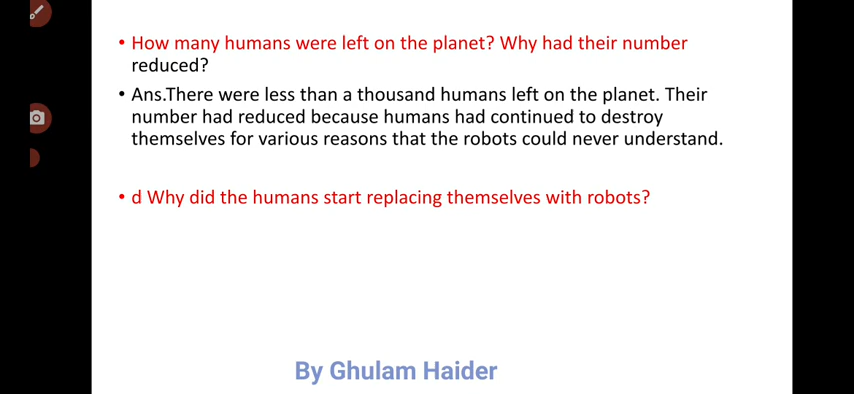 • How many humans were left on the planet? Why had their number
reduced?
• Ans.There were less than a thousand humans left on the planet. Their
number had reduced because humans had continued to destroy
themselves for various reasons that the robots could never understand.
• d Why did the humans start replacing themselves with robots?
By Ghulam Haider